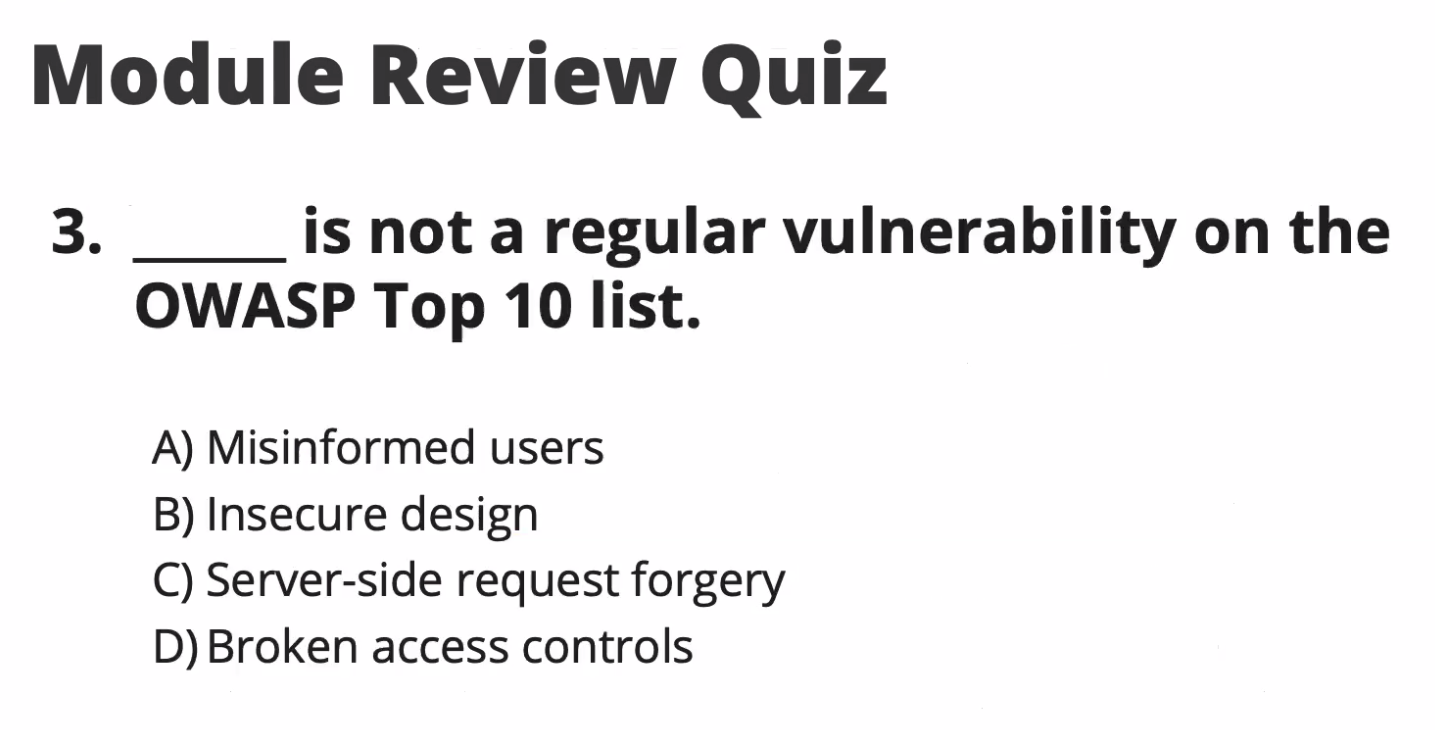 Module Review Quiz
3. _____ is not a regular vulnerability on the
OWASP Top 10 list.
A) Misinformed users
B) Insecure design
C) Server-side request forgery
D) Broken access controls